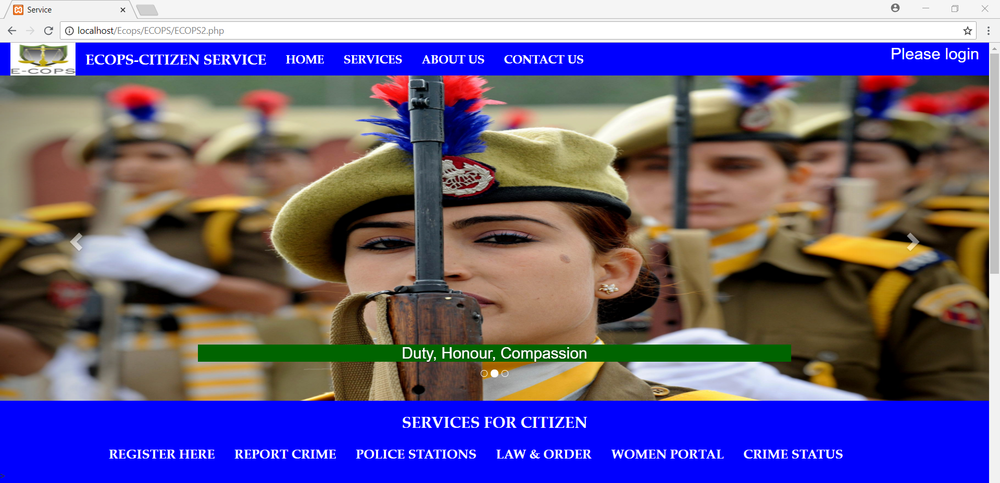 Service
localhost/Ecops/ECOPS/ECOPS2.php
E-COPS
ECOPS-CITIZEN SERVICE HOME SERVICES ABOUT US CONTACT US
Please login
Duty, Honour, Compassion
SERVICES FOR CITIZEN
REGISTER HERE REPORT CRIME POLICE STATIONS LAW & ORDER WOMEN PORTAL CRIME STATUS
>